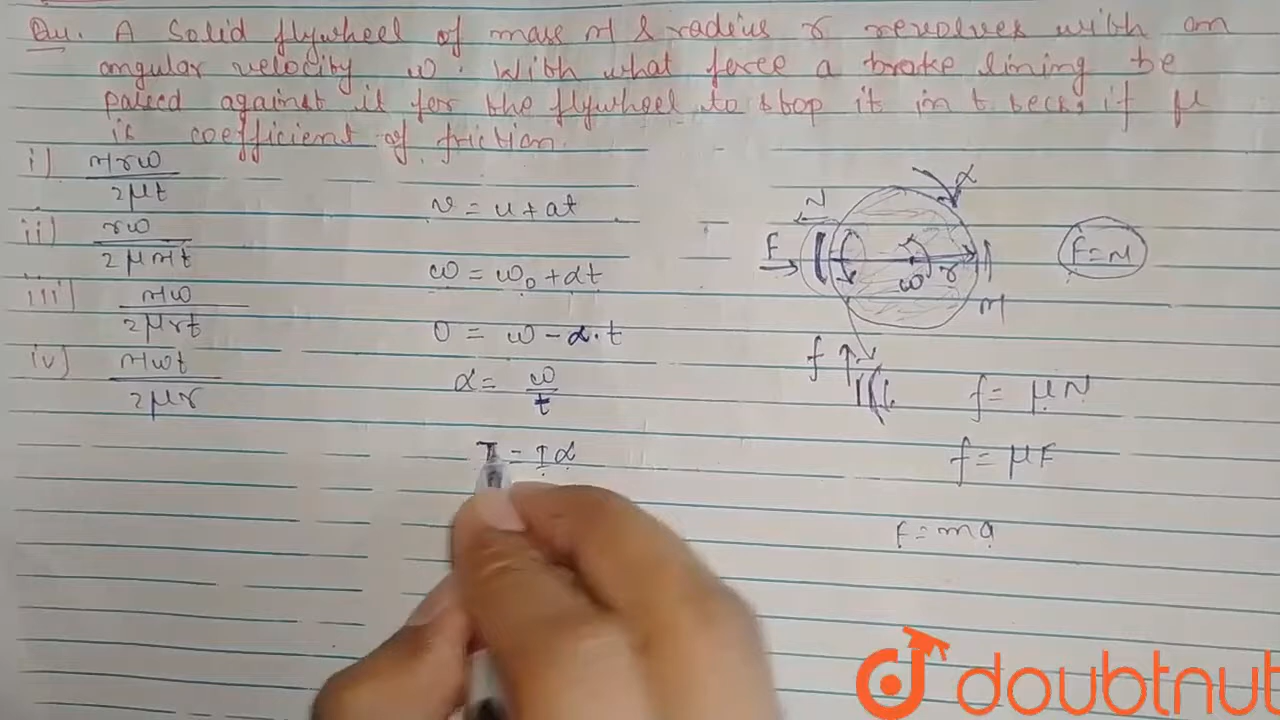 Qu. A Solid flywheel of mass M & radius r revolves with an
angular velocity ω. With what force a brake lining be
paced against it for the flywheel to stop it in t secs. if μ
is coefficient of friction.
i) Mrω
2μt
ii) rω
2μMt
iii) Mω
2μrt
iv) Mωt
2μr
v = u + at
ω = ω₀ + αt
0 = ω - α.t
α = ω
t
τ = Iα
α
N
F
f
ω
r
M
F = N
f
f = μN
f = μF
F = ma
doubtnut